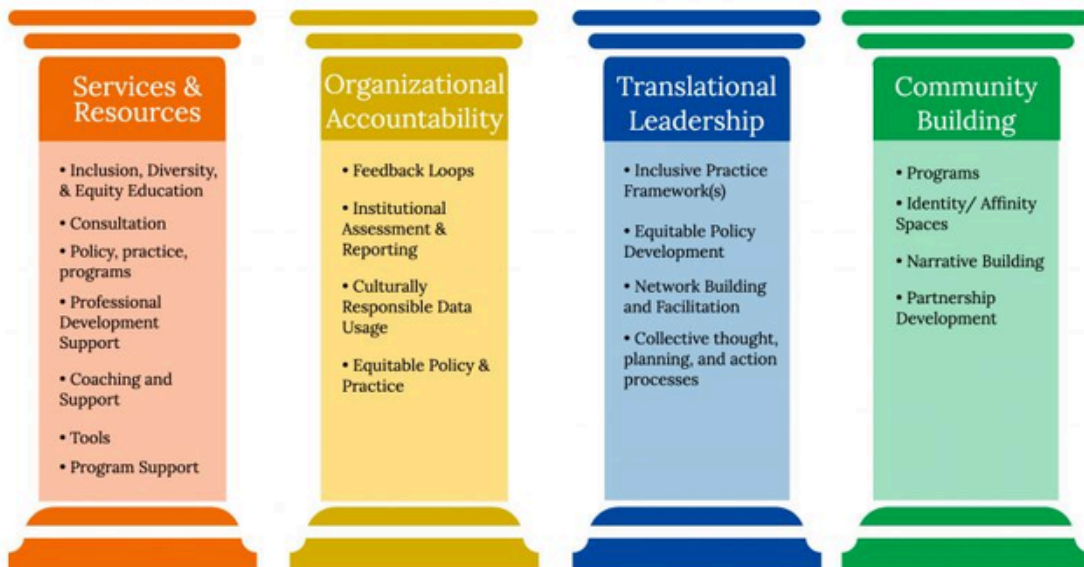 Services &
Resources
• Inclusion, Diversity,
& Equity Education
• Consultation
• Policy, practice,
programs
• Professional
Development
Support
• Coaching and
Support
• Tools
• Program Support
Organizational
Accountability
• Feedback Loops
• Institutional
Assessment &
Reporting
• Culturally
Responsible Data
Usage
• Equitable Policy &
Practice
Translational
Leadership
• Inclusive Practice
Framework(s)
• Equitable Policy
Development
• Network Building
and Facilitation
• Collective thought,
planning, and action
processes
Community
Building
• Programs
• Identity/ Affinity
Spaces
• Narrative Building
• Partnership
Development